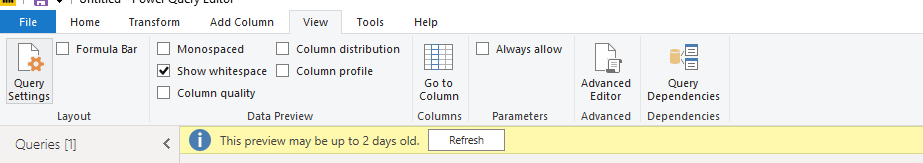 Untitled - Power Query Editor
File Home Transform Add Column View Tools Help
Formula Bar Monospaced Column distribution Always allow
Show whitespace Column profile
Column quality
Query Settings
Go to Column
Advanced Editor
Query Dependencies
Layout Data Preview Columns Parameters Advanced Dependencies
Queries [1] This preview may be up to 2 days old. Refresh